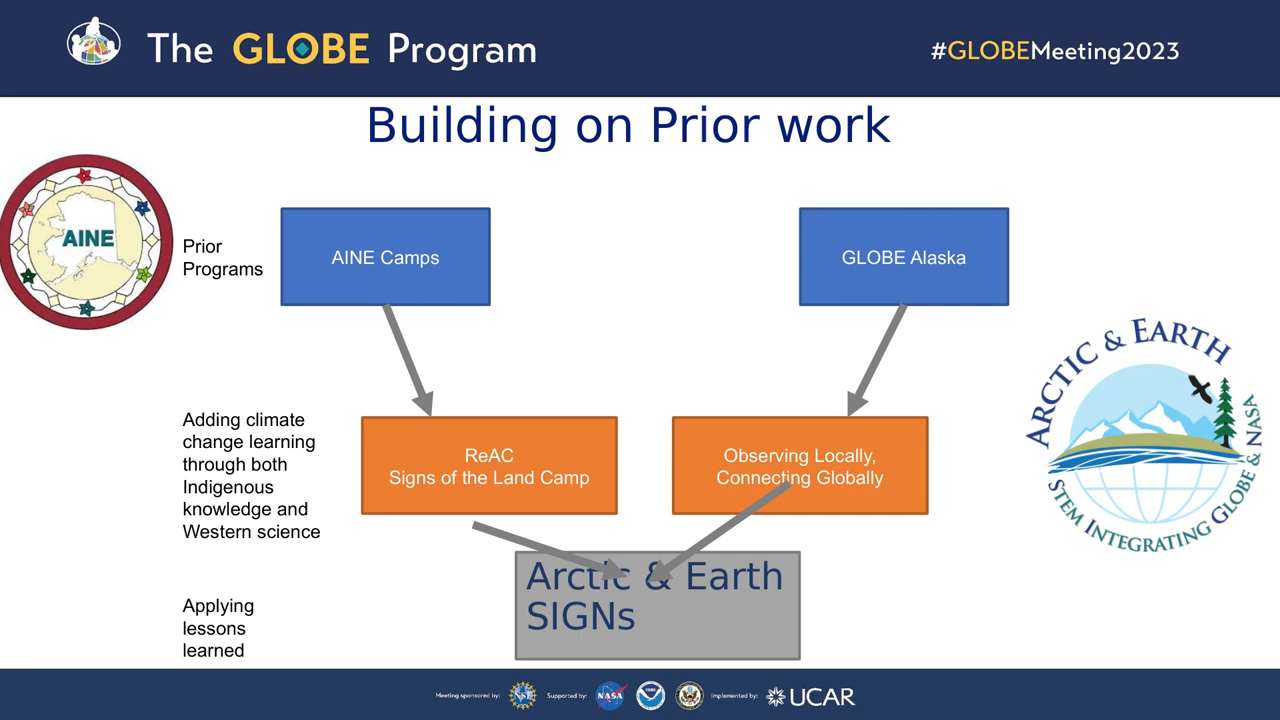 The GLOBE Program
#GLOBEMeeting2023
Building on Prior work
AINE
Prior
Programs
AINE Camps
GLOBE Alaska
ARCTIC & EARTH
STEM INTEGRATING GLOBE & NASA
Adding climate
change learning
through both
Indigenous
knowledge and
Western science
ReAC
Signs of the Land Camp
Observing Locally,
Connecting Globally
Arctic & Earth
SIGNs
Applying
lessons
learned
Meeting sponsored by:
NSF
Supported by:
NASA
Implemented by:
UCAR